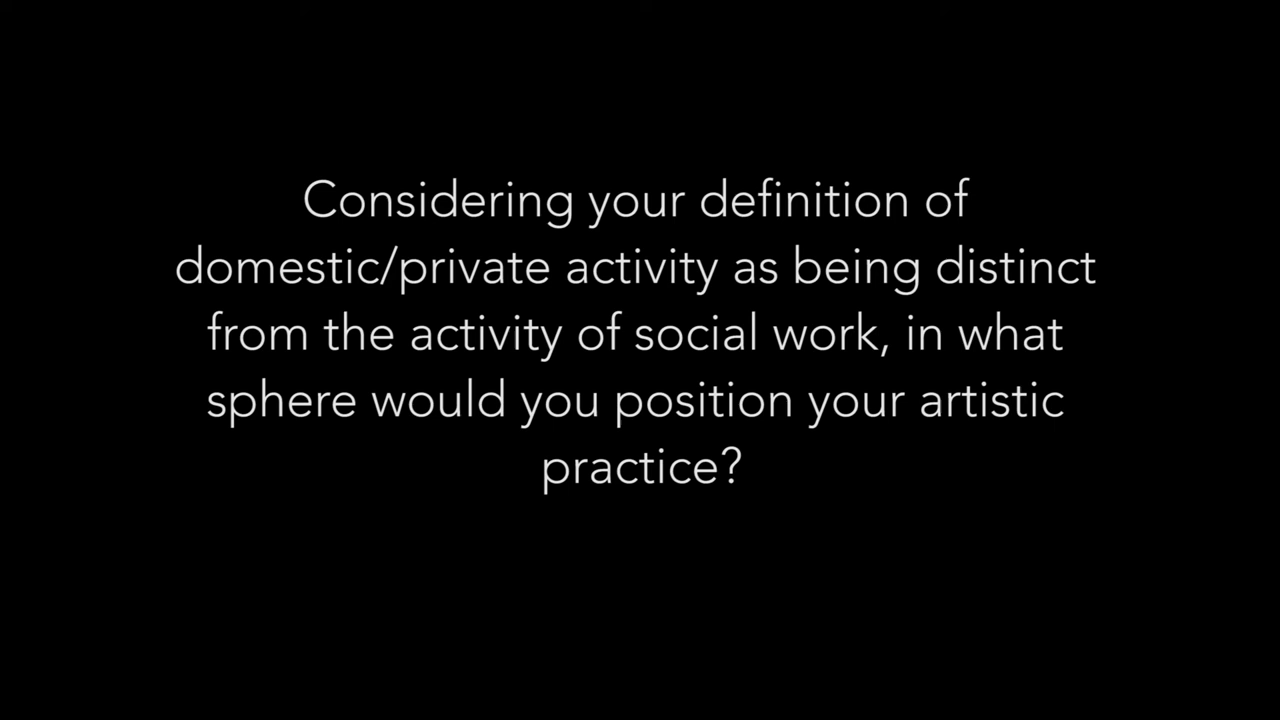 Considering your definition of
domestic/private activity as being distinct
from the activity of social work, in what
sphere would you position your artistic
practice?